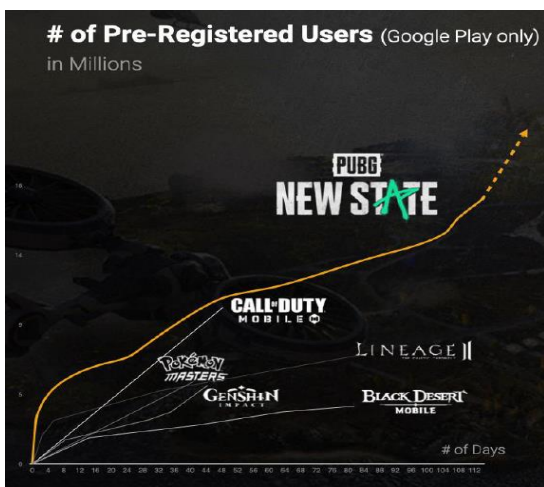 # of Pre-Registered Users (Google Play only)
in Millions
PUBG
NEW STATE
16
14
CALL OF DUTY
MOBILE
LINEAGE II
POKÉMON
MASTERS
GENSHIN
IMPACT
BLACK DESERT
MOBILE
# of Days
0 4 8 12 16 20 24 28 32 36 40 44 48 52 56 60 64 68 72 76 80 84 88 92 96 100 104 108 112